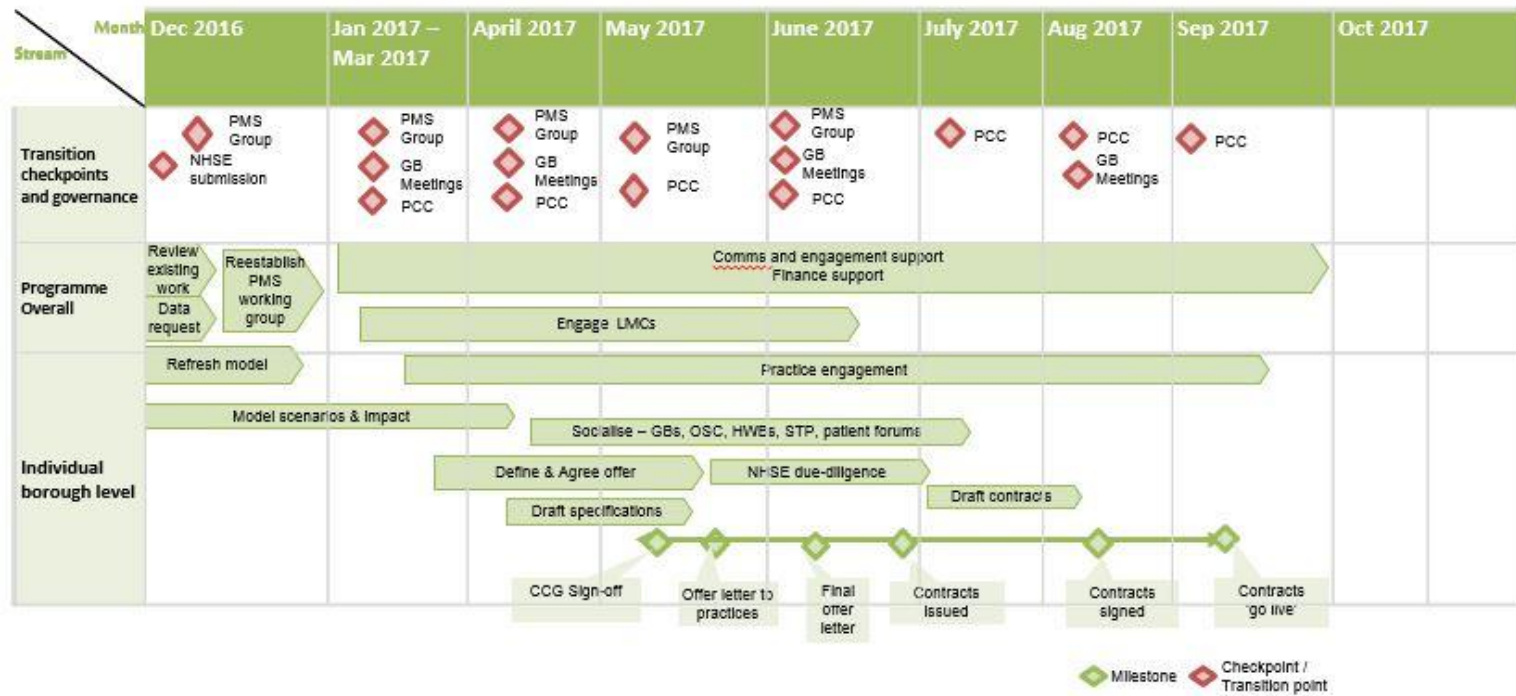 Month
Stream
Dec 2016
Jan 2017 –
Mar 2017
April 2017
May 2017
June 2017
July 2017
Aug 2017
Sep 2017
Oct 2017
Transition
checkpoints
and governance
PMS
Group
NHSE
submission
PMS
Group
GB
Meetings
PCC
PMS
Group
GB
Meetings
PCC
PMS
Group
PCC
PMS
Group
GB
Meetings
PCC
PCC
PCC
GB
Meetings
PCC
Programme
Overall
Review
existing
work
Data
request
Reestablish
PMS
working
group
Comms and engagement support
Finance support
Engage LMCs
Individual
borough level
Refresh model
Practice engagement
Model scenarios & Impact
Socialise – GBs, OSC, HWEs, STP, patient forums
Define & Agree offer
NHSE due-diligence
Draft contracts
Draft specifications
CCG Sign-off
Offer letter to
practices
Final
offer
letter
Contracts
issued
Contracts
signed
Contracts
'go live'
Milestone
Checkpoint /
Transition point